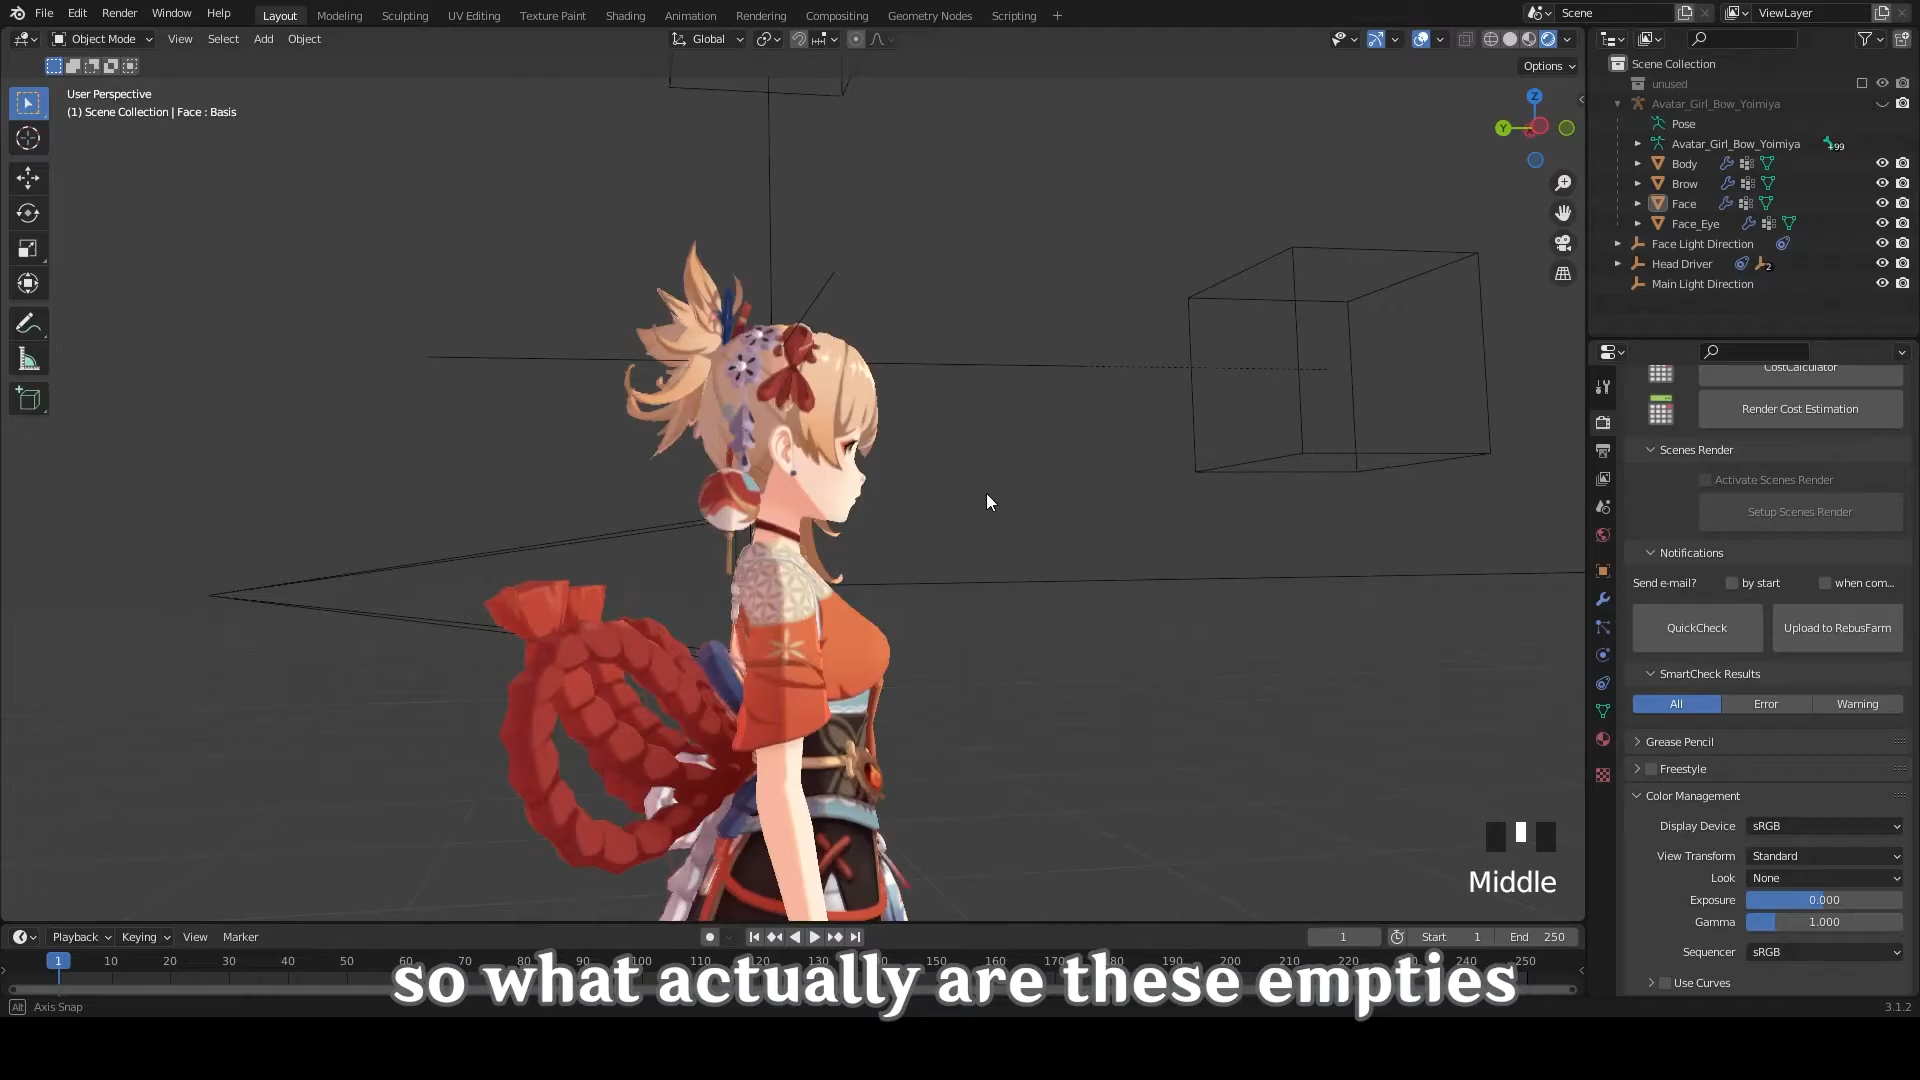 File Edit Render Window Help
Layout Modeling Sculpting UV Editing Texture Paint Shading Animation Rendering Compositing Geometry Nodes Scripting +
Scene
ViewLayer
Object Mode View Select Add Object
Global
Options
User Perspective
(1) Scene Collection | Face : Basis
Z
Y
Scene Collection
unused
Avatar_Girl_Bow_Yoimiya
Pose
Avatar_Girl_Bow_Yoimiya 99
Body
Brow
Face
Face_Eye
Face Light Direction
Head Driver 2
Main Light Direction
CostCalculator
Render Cost Estimation
Scenes Render
Activate Scenes Render
Setup Scenes Render
Notifications
Send e-mail? by start when com...
QuickCheck Upload to RebusFarm
SmartCheck Results
All Error Warning
Grease Pencil
Freestyle
Color Management
Display Device sRGB
View Transform Standard
Look None
Exposure 0.000
Gamma 1.000
Sequencer sRGB
Use Curves
Middle
Playback Keying View Marker
1 Start 1 End 250
1 10 20 30 40 50 60 70 80 90 100 110 120 130 140 150 160 170 180 190 200 210 220 230 240 250
so what actually are these empties
Alt Axis Snap
3.1.2